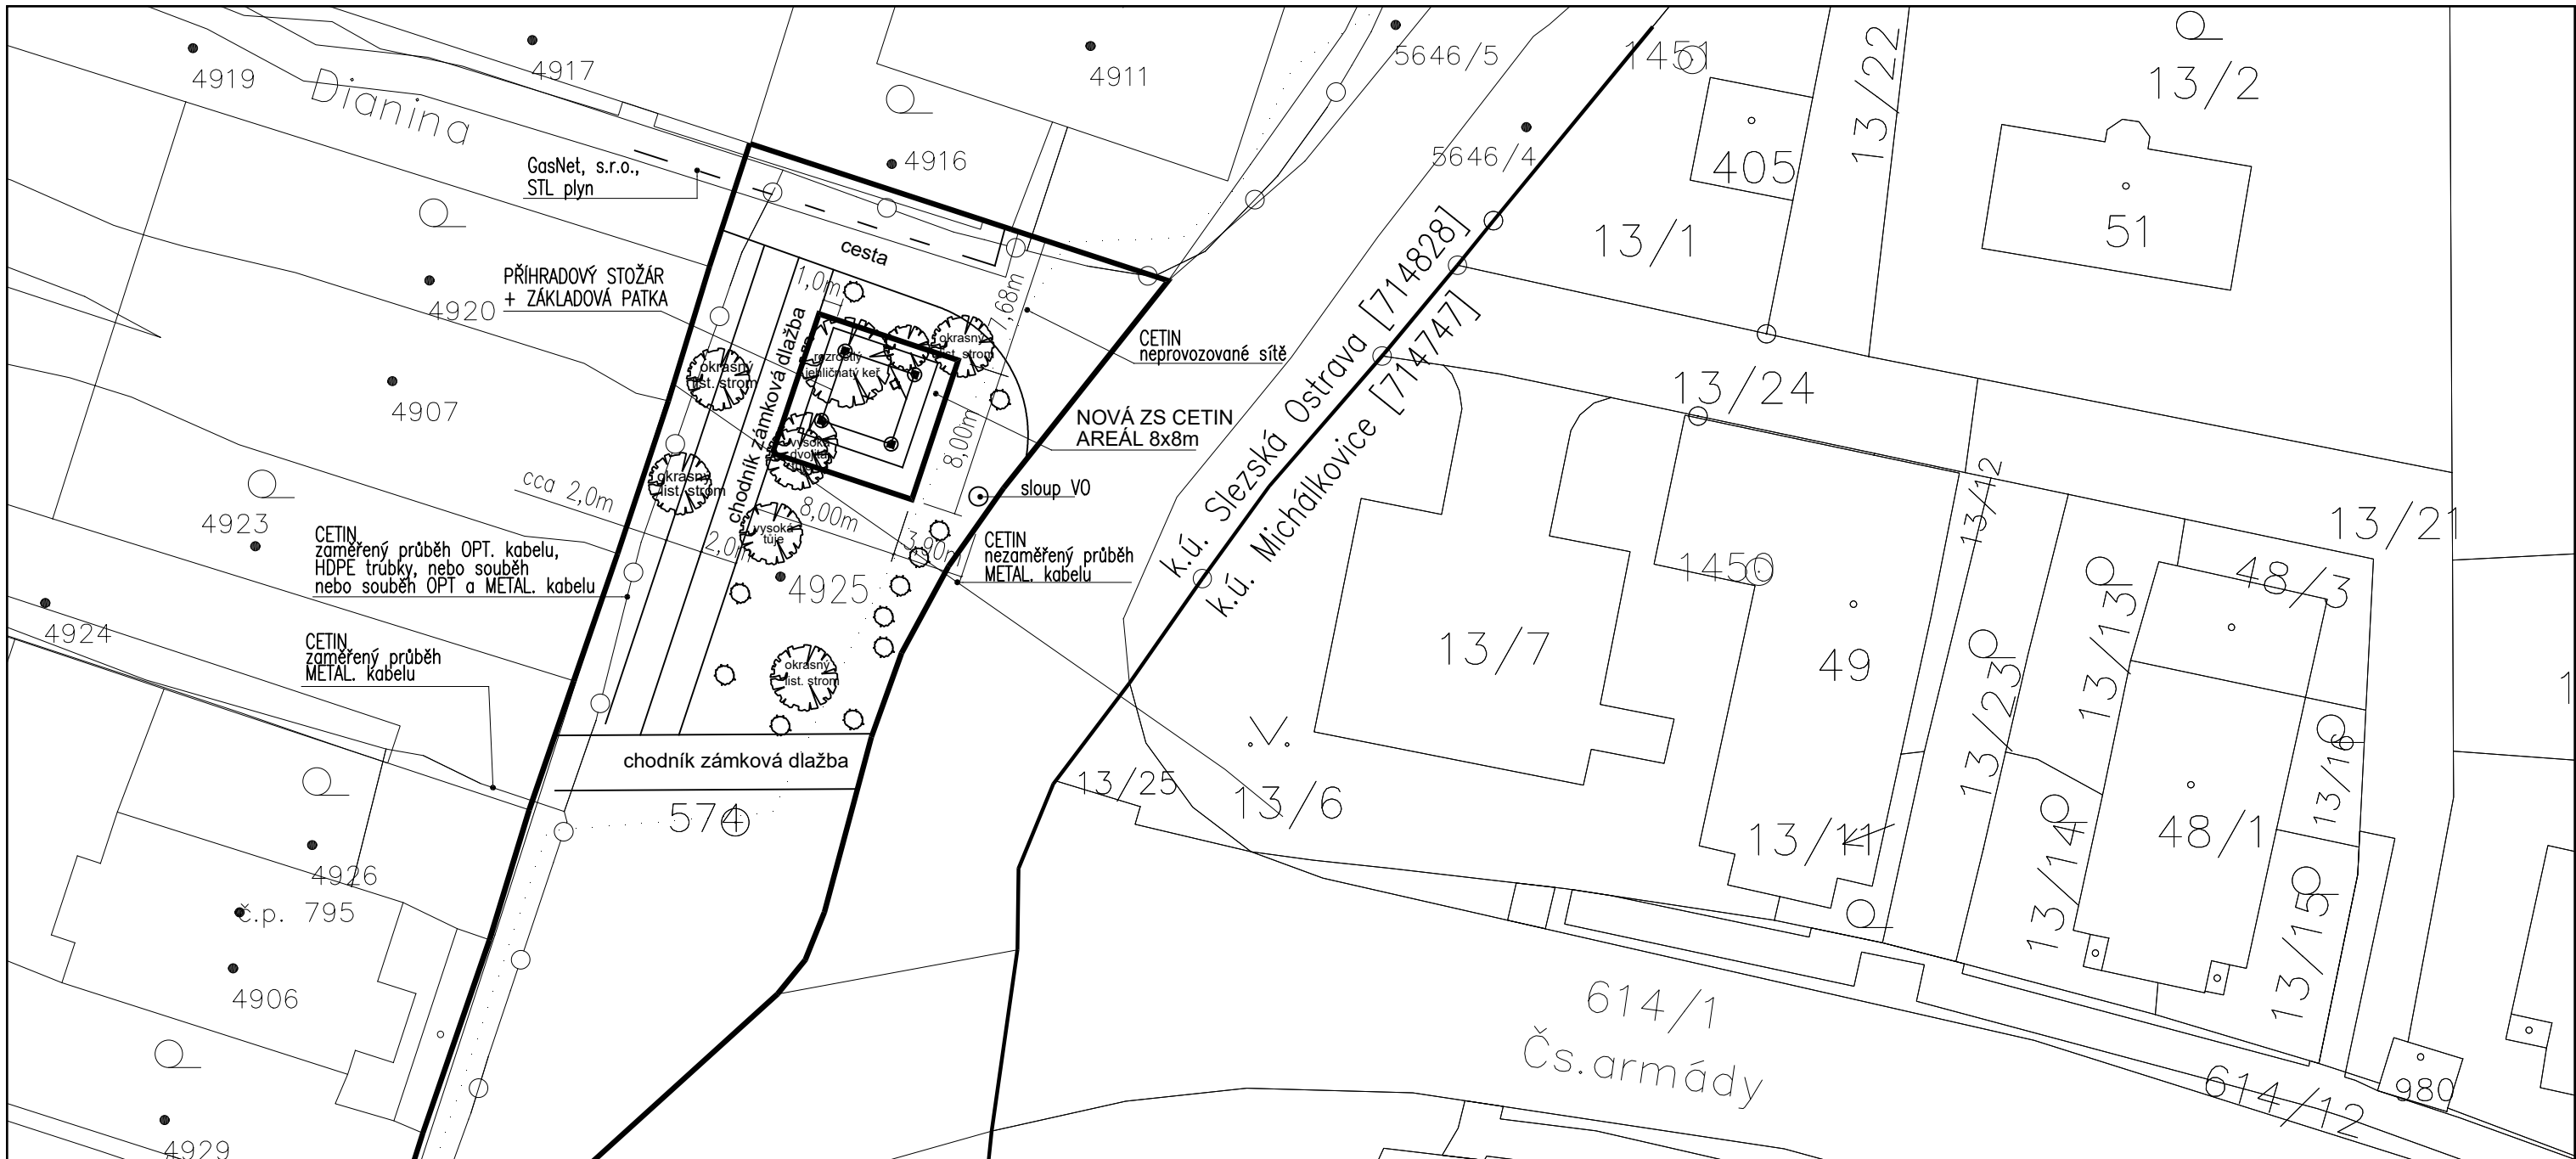 4919
Dianina
4917
4911
5646/5
1451
13/22
13/2
GasNet, s.r.o.,
STL plyn
4916
5646/4
405
51
13/1
cesta
PŘÍHRADOVÝ STOŽÁR
+ ZÁKLADOVÁ PATKA
4920
1,0m
7,68m
CETIN
neprovozované sítě
k.ú. Slezská Ostrava [714828]
k.ú. Michálkovice [714747]
okrasný
list. strom
rozrostlý
jehličnatý keř
okrasný
list. strom
chodník zámková dlažba
4907
NOVÁ ZS CETIN
AREÁL 8x8m
8,00m
13/24
vysoká
dvojitá
okrasný
list. strom
cca 2,0m
sloup VO
8,00m
13/12
13/21
4923
CETIN
zaměřený průběh OPT. kabelu,
HDPE trubky, nebo souběh
nebo souběh OPT a METAL. kabelu
vysoká
tůje
2,0m
3,90m
CETIN
nezaměřený průběh
METAL. kabelu
4925
1450
48/3
13/13
4924
CETIN
zaměřený průběh
METAL. kabelu
okrasný
list. strom
13/7
49
13/23
chodník zámková dlažba
13/25
13/6
13/16
574
13/11
13/14
48/1
4926
č.p. 795
4906
13/15
614/1
Čs.armády
614/12
980
4929